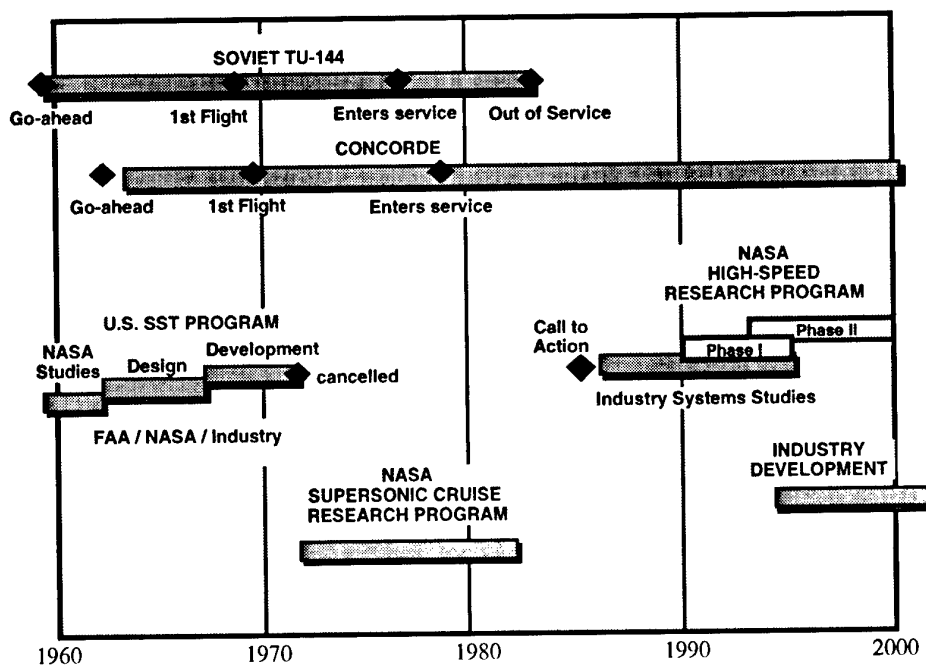 SOVIET TU-144
Go-ahead
1st Flight
Enters service
Out of Service
CONCORDE
Go-ahead
1st Flight
Enters service
NASA
HIGH-SPEED
RESEARCH PROGRAM
U.S. SST PROGRAM
Call to
Action
Phase II
Phase I
NASA
Studies
Design
Development
cancelled
Industry Systems Studies
FAA / NASA / Industry
INDUSTRY
DEVELOPMENT
NASA
SUPERSONIC CRUISE
RESEARCH PROGRAM
1960
1970
1980
1990
2000